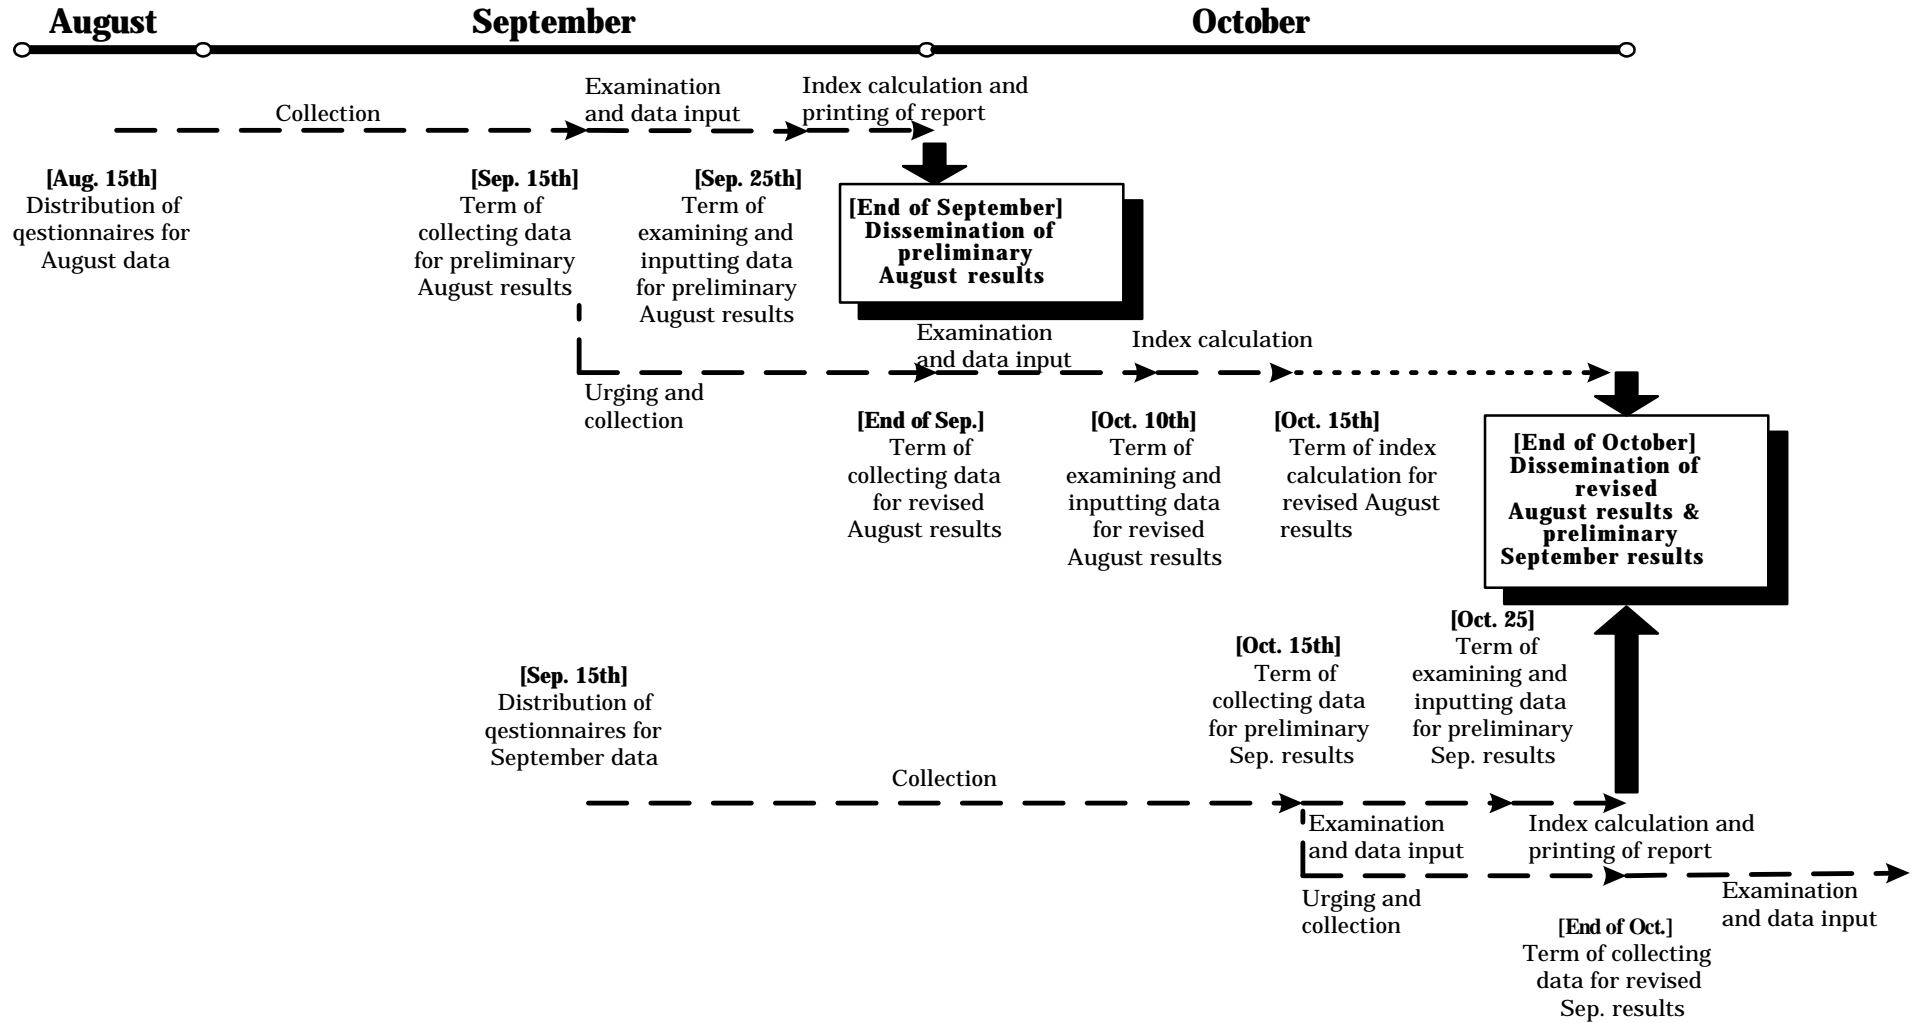 August
September
October
Collection
Examination
and data input
Index calculation and
printing of report
[Aug. 15th]
Distribution of
qestionnaires for
August data
[Sep. 15th]
Term of
collecting data
for preliminary
August results
[Sep. 25th]
Term of
examining and
inputting data
for preliminary
August results
[End of September]
Dissemination of
preliminary
August results
Urging and
collection
Examination
and data input
Index calculation
[End of Sep.]
Term of
collecting data
for revised
August results
[Oct. 10th]
Term of
examining and
inputting data
for revised
August results
[Oct. 15th]
Term of index
calculation for
revised August
results
[End of October]
Dissemination of
revised
August results &
preliminary
September results
[Sep. 15th]
Distribution of
qestionnaires for
September data
[Oct. 15th]
Term of
collecting data
for preliminary
Sep. results
[Oct. 25]
Term of
examining and
inputting data
for preliminary
Sep. results
Collection
Examination
and data input
Index calculation and
printing of report
Urging and
collection
[End of Oct.]
Term of collecting
data for revised
Sep. results
Examination
and data input